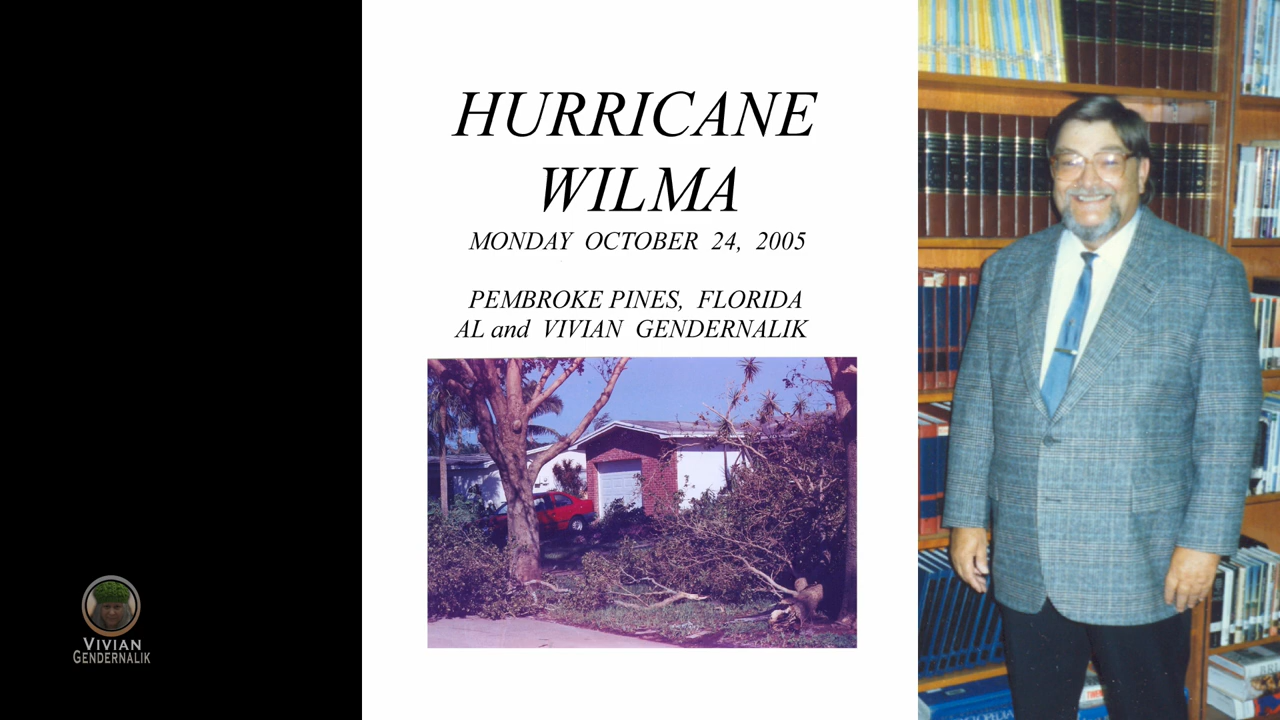 HURRICANE
WILMA
MONDAY OCTOBER 24, 2005
PEMBROKE PINES, FLORIDA
AL and VIVIAN GENDERNALIK
VIVIAN
GENDERNALIK